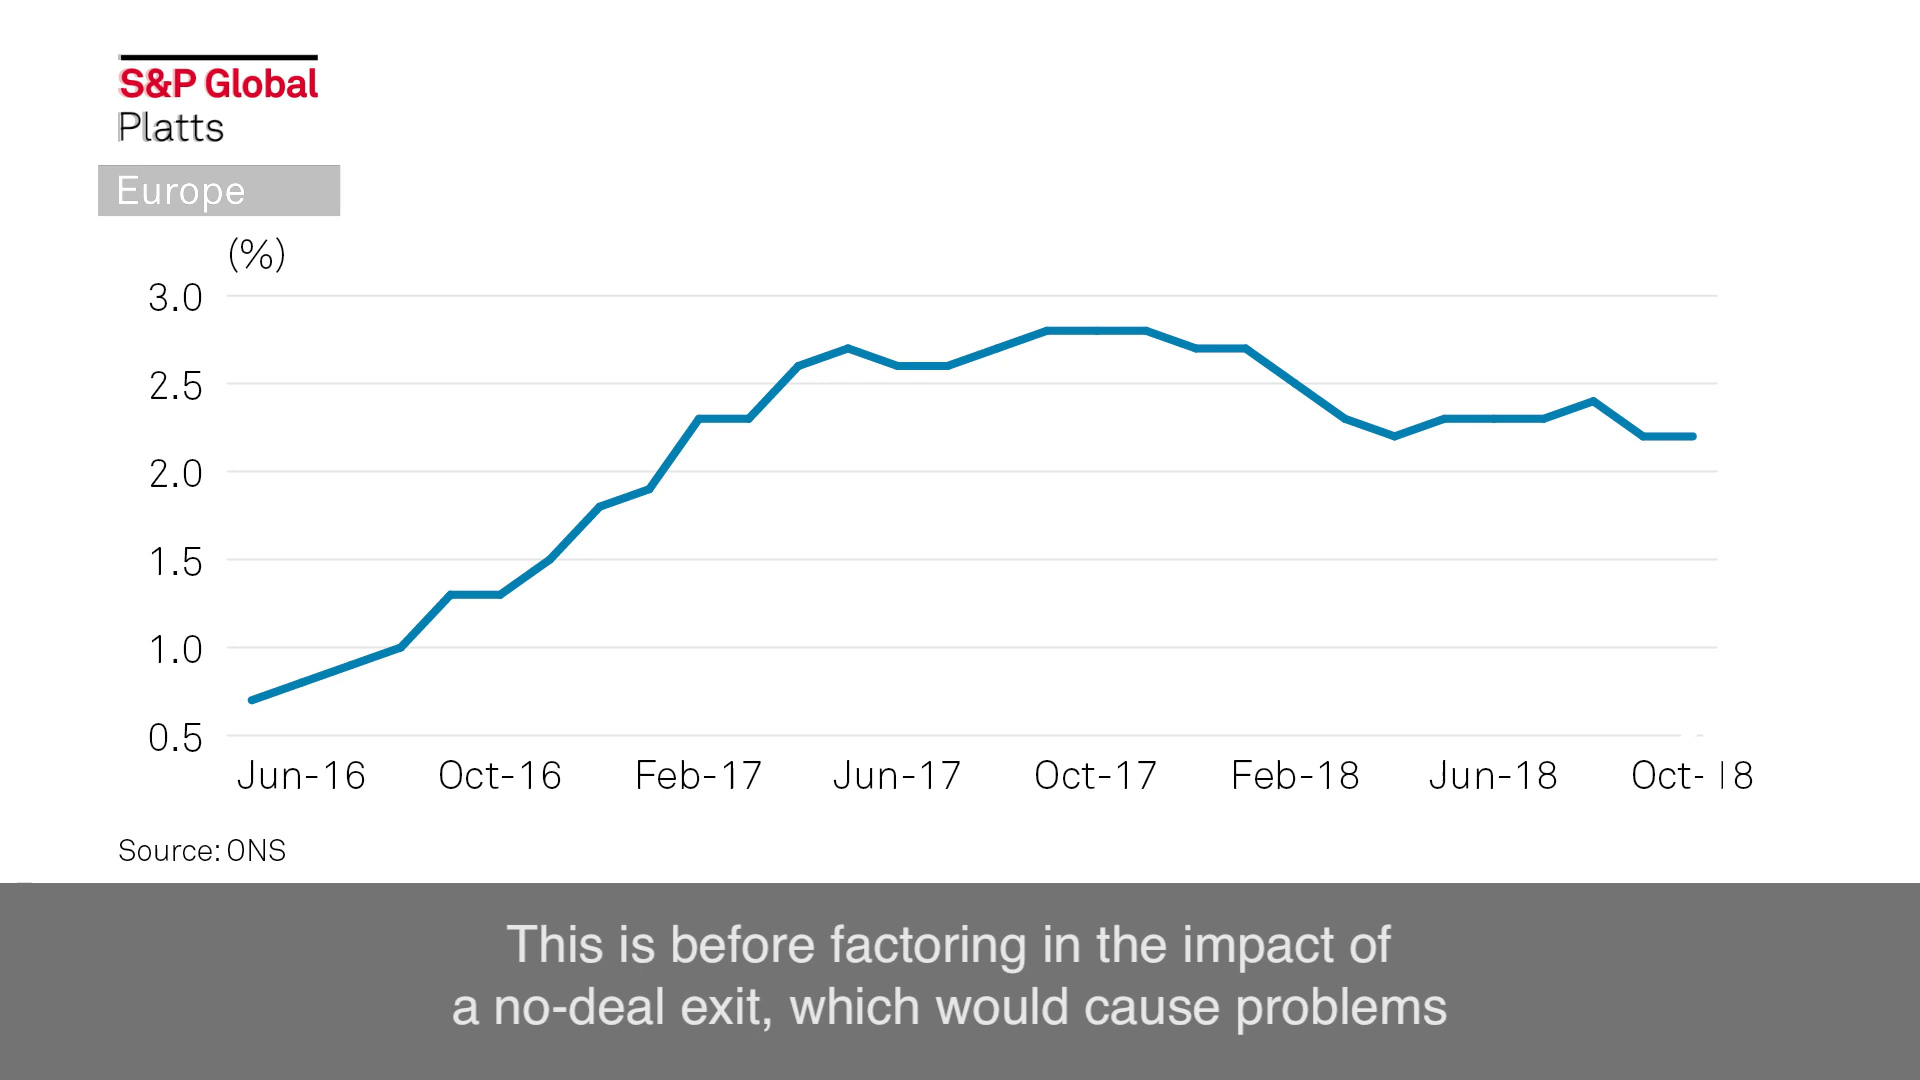 S&P Global
Platts
Europe
(%)
3.0
2.5
2.0
1.5
1.0
0.5
Jun-16 Oct-16 Feb-17 Jun-17 Oct-17 Feb-18 Jun-18 Oct-18
Source: ONS
This is before factoring in the impact of
a no-deal exit, which would cause problems